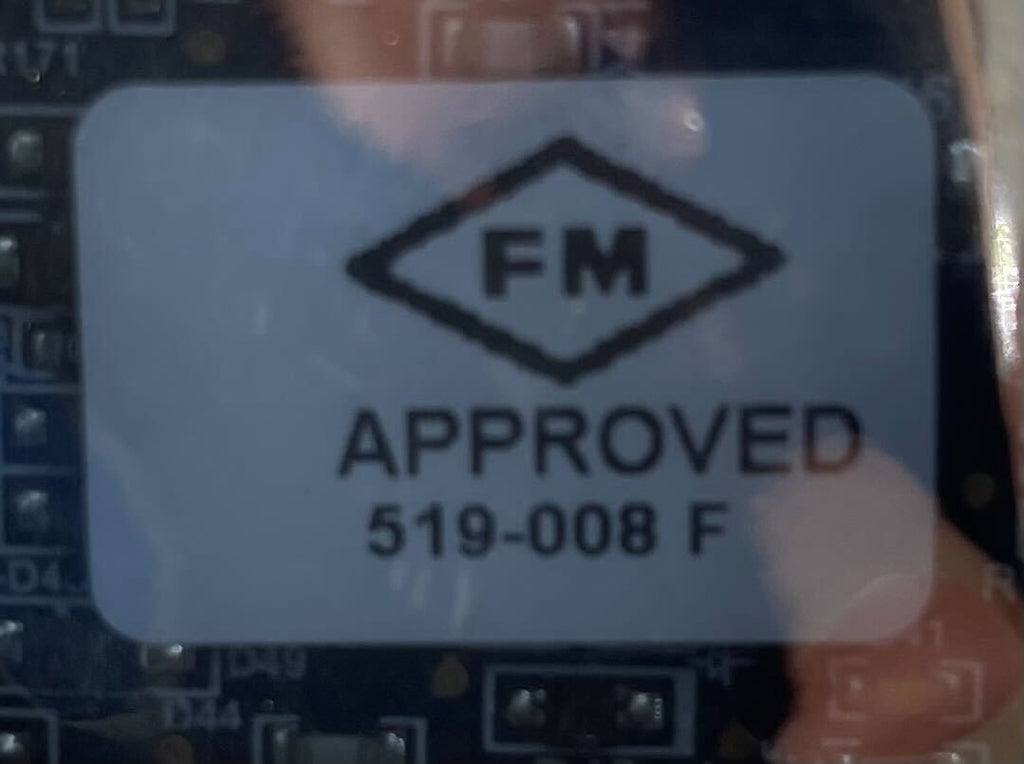 R171
FM
APPROVED
519-008 F
D49
D44